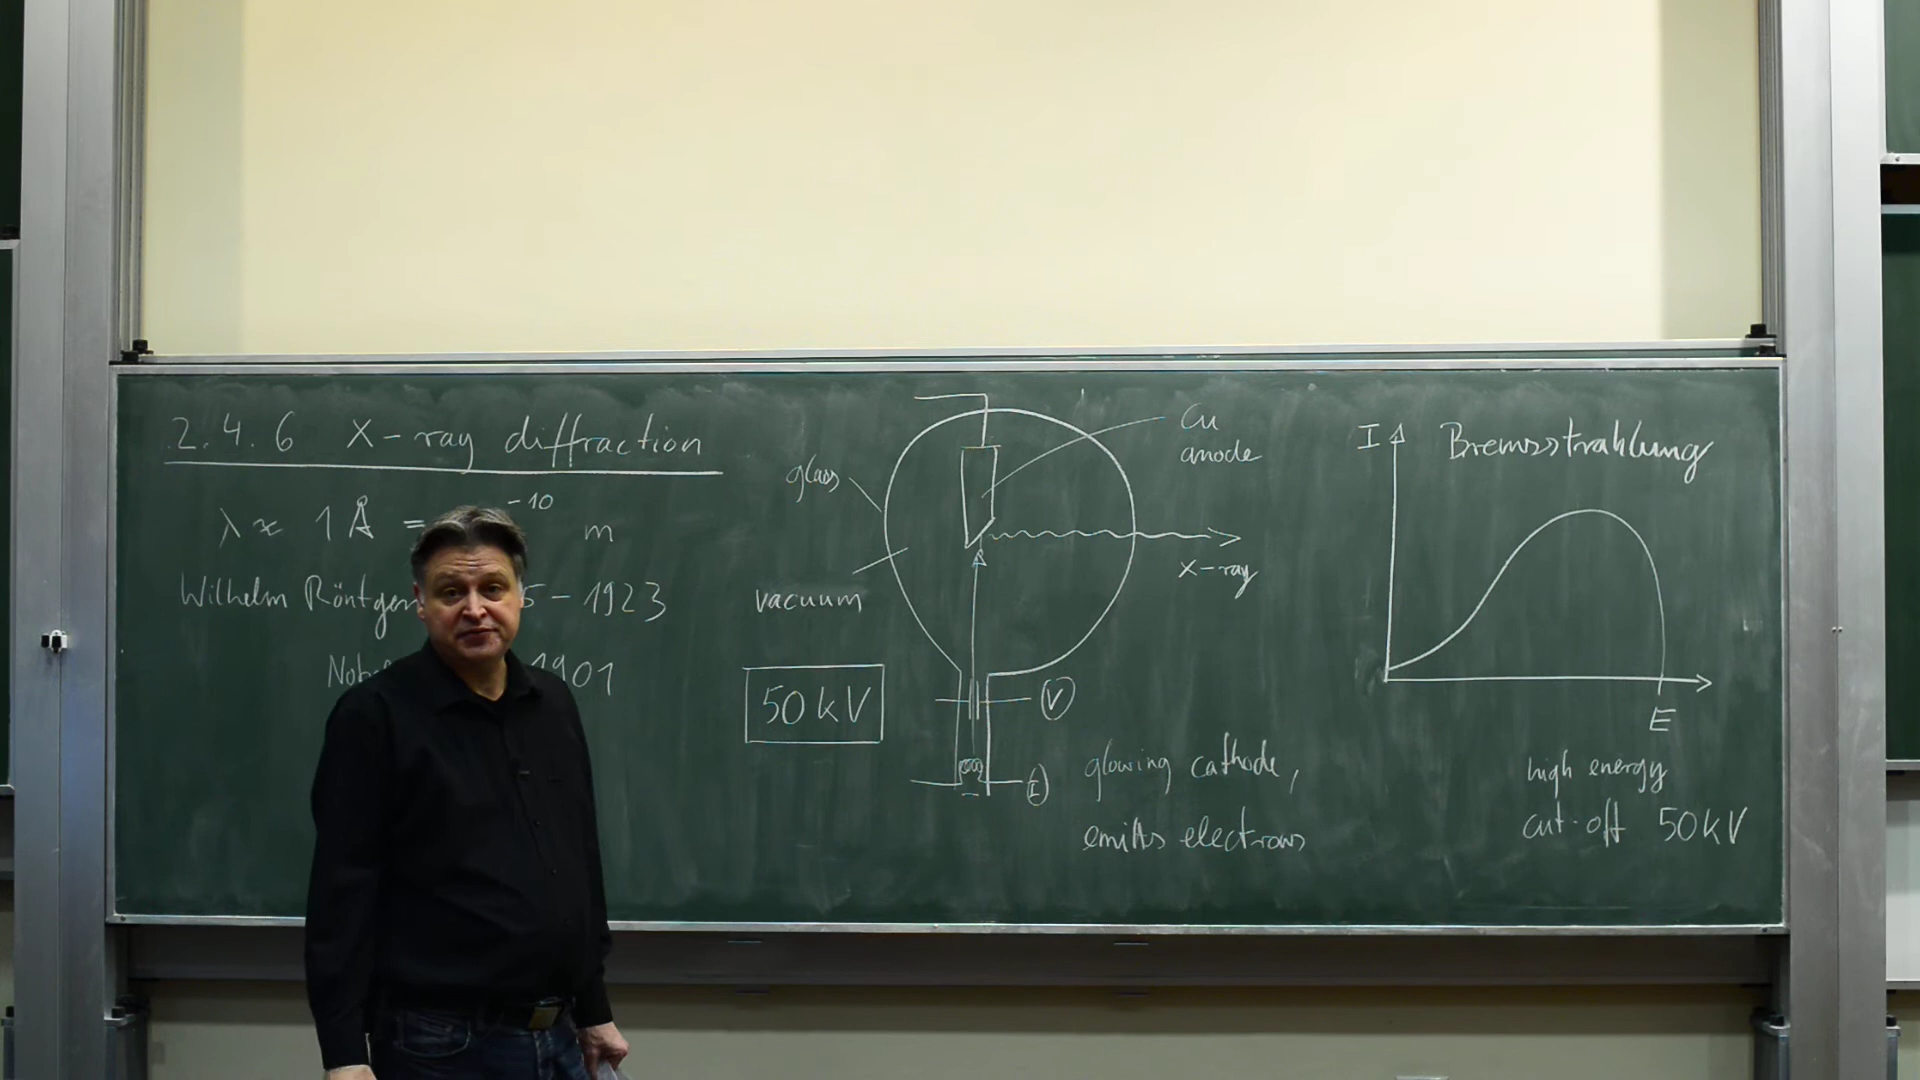 2.4.6 X-ray diffraction
λ ≈ 1 Å = -10 m
Wilhelm Röntgen 5 - 1923
1901
glass
vacuum
50 kV
Cu
anode
X-ray
V
I
glowing cathode,
emitts electrons
I
Bremsstrahlung
E
high energy
cut-off 50 kV